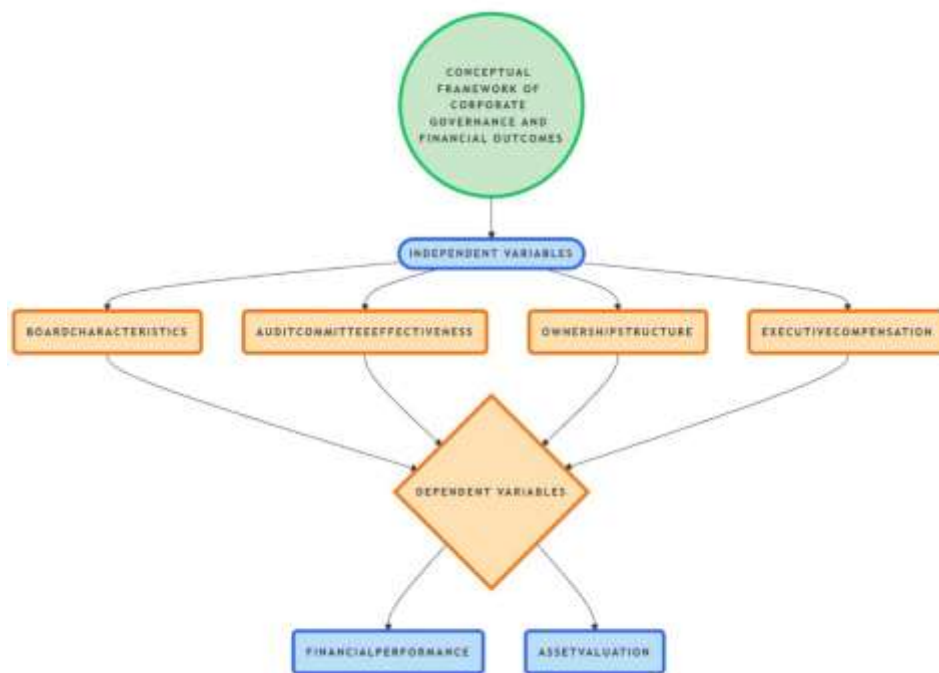 CONCEPTUAL
FRAMEWORK OF
CORPORATE
GOVERNANCE AND
FINANCIAL OUTCOMES
INDEPENDENT VARIABLES
BOARDCHARACTERISTICS
AUDITCOMMITTEEEFFECTIVENESS
OWNERSHIPSTRUCTURE
EXECUTIVECOMPENSATION
DEPENDENT VARIABLES
FINANCIALPERFORMANCE
ASSETVALUATION